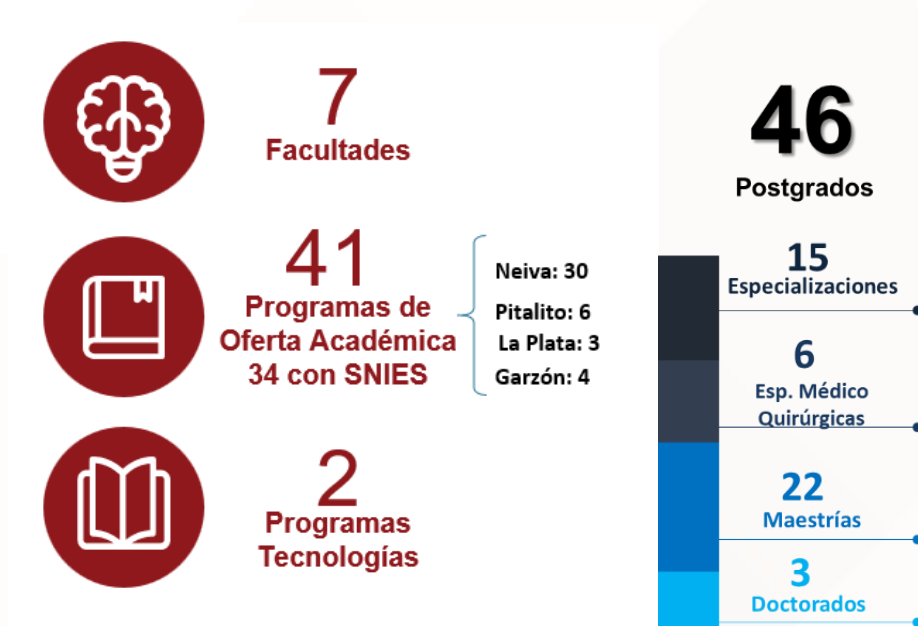 7
Facultades
41
Programas de
Oferta Académica
34 con SNIES
Neiva: 30
Pitalito: 6
La Plata: 3
Garzón: 4
2
Programas
Tecnologías
46
Postgrados
15
Especializaciones
6
Esp. Médico
Quirúrgicas
22
Maestrías
3
Doctorados